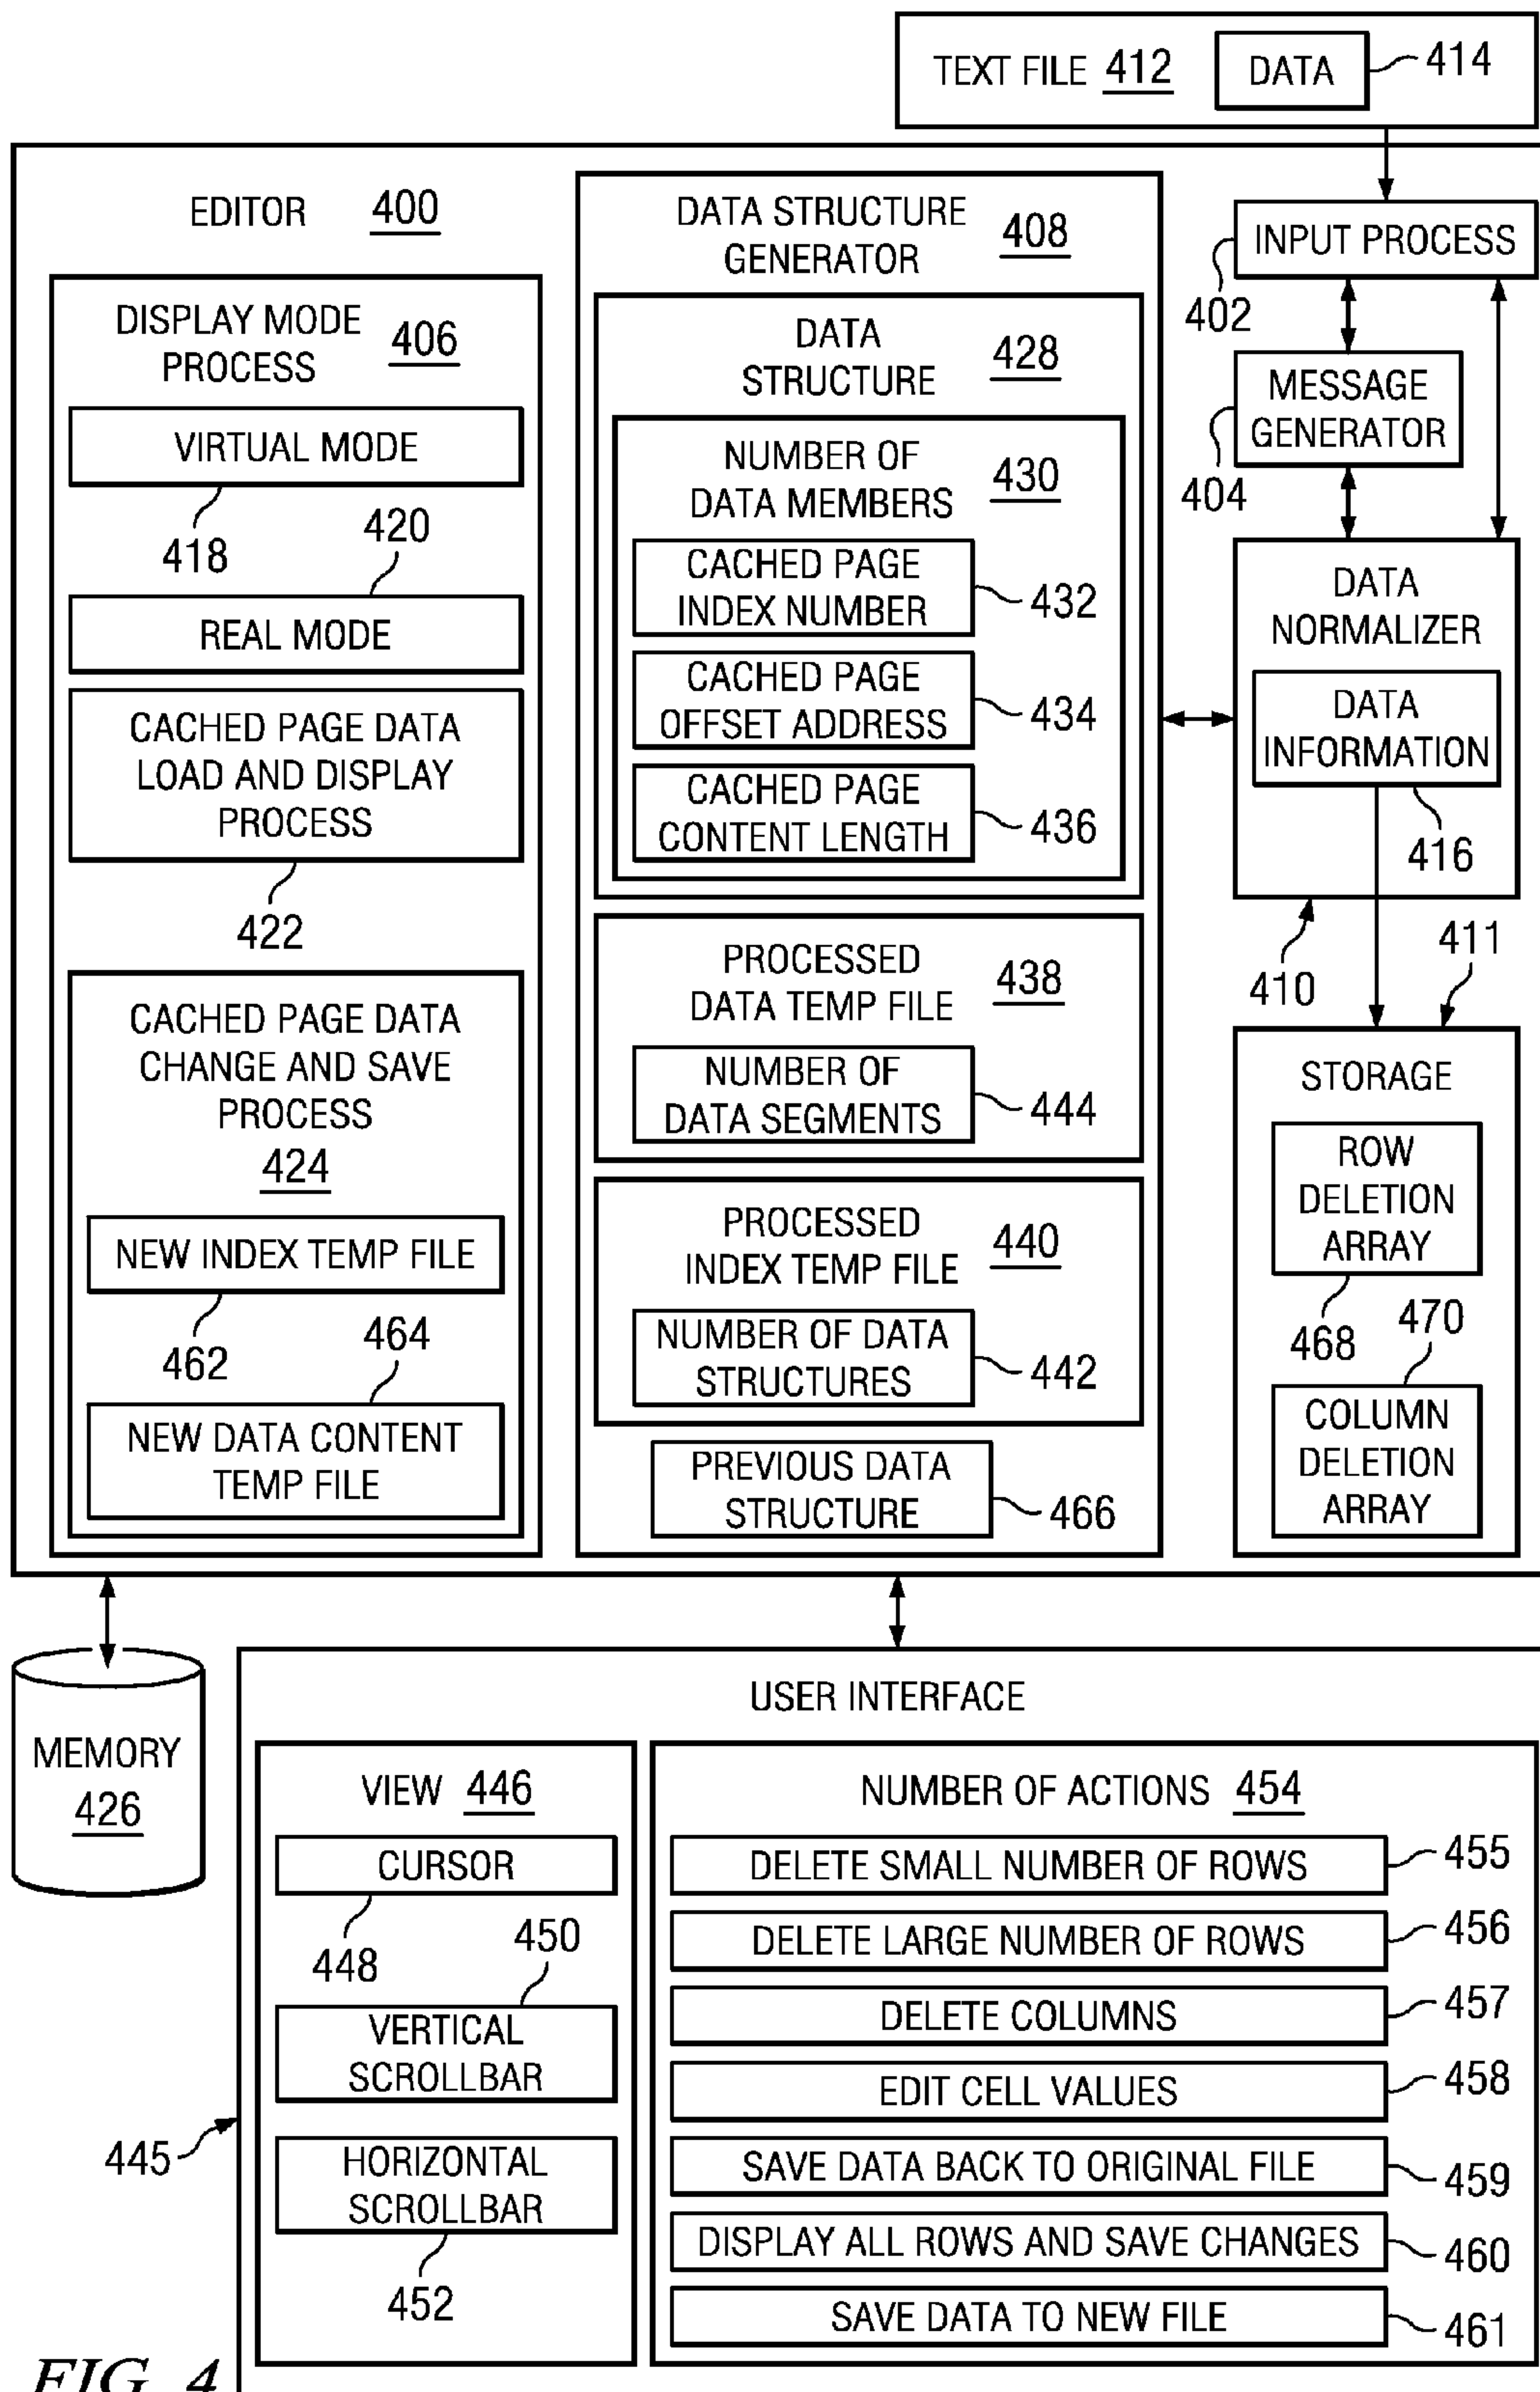 TEXT FILE 412
DATA
414
EDITOR 400
DISPLAY MODE
PROCESS
406
VIRTUAL MODE
418
420
REAL MODE
CACHED PAGE DATA
LOAD AND DISPLAY
PROCESS
422
CACHED PAGE DATA
CHANGE AND SAVE
PROCESS
424
NEW INDEX TEMP FILE
462
464
NEW DATA CONTENT
TEMP FILE
DATA STRUCTURE
GENERATOR
408
DATA
STRUCTURE
428
NUMBER OF
DATA MEMBERS
430
CACHED PAGE
INDEX NUMBER
432
CACHED PAGE
OFFSET ADDRESS
434
CACHED PAGE
CONTENT LENGTH
436
PROCESSED
DATA TEMP FILE
438
NUMBER OF
DATA SEGMENTS
444
PROCESSED
INDEX TEMP FILE
440
NUMBER OF DATA
STRUCTURES
442
PREVIOUS DATA
STRUCTURE
466
INPUT PROCESS
402
MESSAGE
GENERATOR
404
DATA
NORMALIZER
DATA
INFORMATION
416
410
411
STORAGE
ROW
DELETION
ARRAY
468
470
COLUMN
DELETION
ARRAY
MEMORY
426
USER INTERFACE
445
VIEW 446
CURSOR
448
450
VERTICAL
SCROLLBAR
HORIZONTAL
SCROLLBAR
452
NUMBER OF ACTIONS 454
DELETE SMALL NUMBER OF ROWS
455
DELETE LARGE NUMBER OF ROWS
456
DELETE COLUMNS
457
EDIT CELL VALUES
458
SAVE DATA BACK TO ORIGINAL FILE
459
DISPLAY ALL ROWS AND SAVE CHANGES
460
SAVE DATA TO NEW FILE
461
FIG. 4